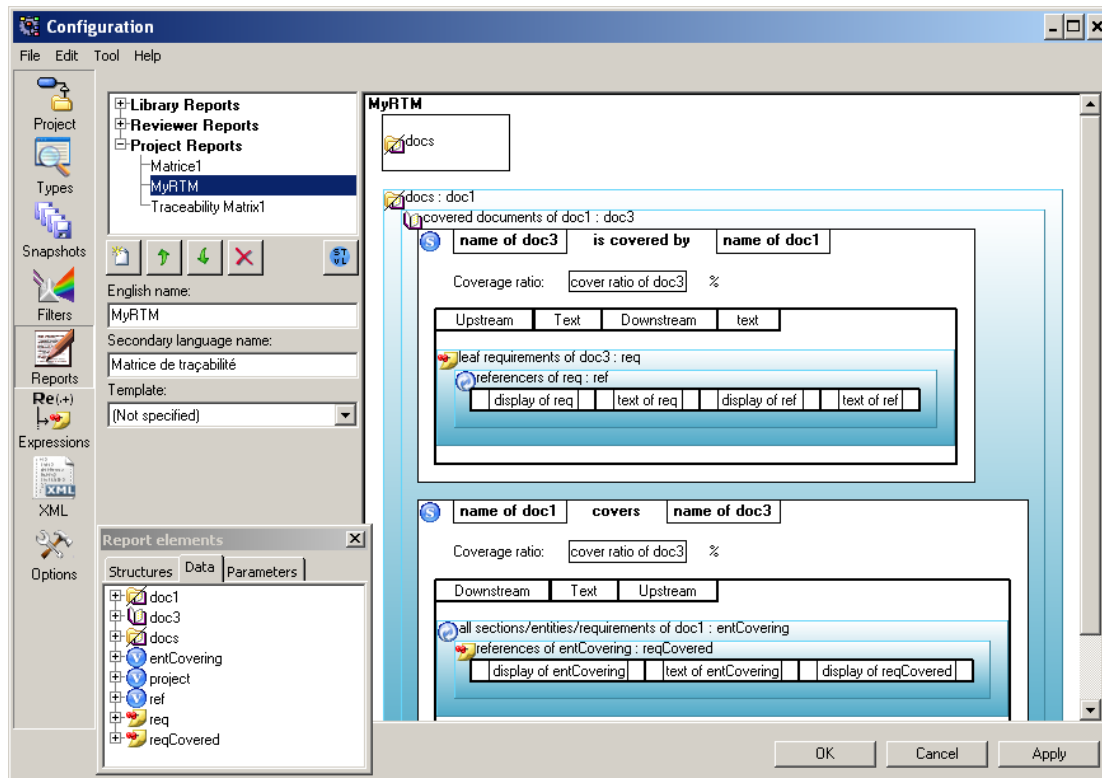 Configuration
File Edit Tool Help
Project
Types
Snapshots
Filters
Reports
Re(.+)
Expressions
XML
XML
Options
Library Reports
Reviewer Reports
Project Reports
Matrice1
MyRTM
Traceability Matrix1
ST
VL
English name:
MyRTM
Secondary language name:
Matrice de traçabilité
Template:
(Not specified)
Report elements
Structures Data Parameters
doc1
doc3
docs
entCovering
project
ref
req
reqCovered
MyRTM
docs
docs : doc1
covered documents of doc1 : doc3
S name of doc3 is covered by name of doc1
Coverage ratio: cover ratio of doc3 %
Upstream Text Downstream text
leaf requirements of doc3 : req
referencers of req : ref
display of req text of req display of ref text of ref
S name of doc1 covers name of doc3
Coverage ratio: cover ratio of doc3 %
Downstream Text Upstream
all sections/entities/requirements of doc1 : entCovering
references of entCovering : reqCovered
display of entCovering text of entCovering display of reqCovered
OK Cancel Apply